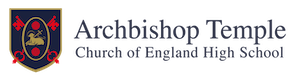 Archbishop Temple
Church of England High School